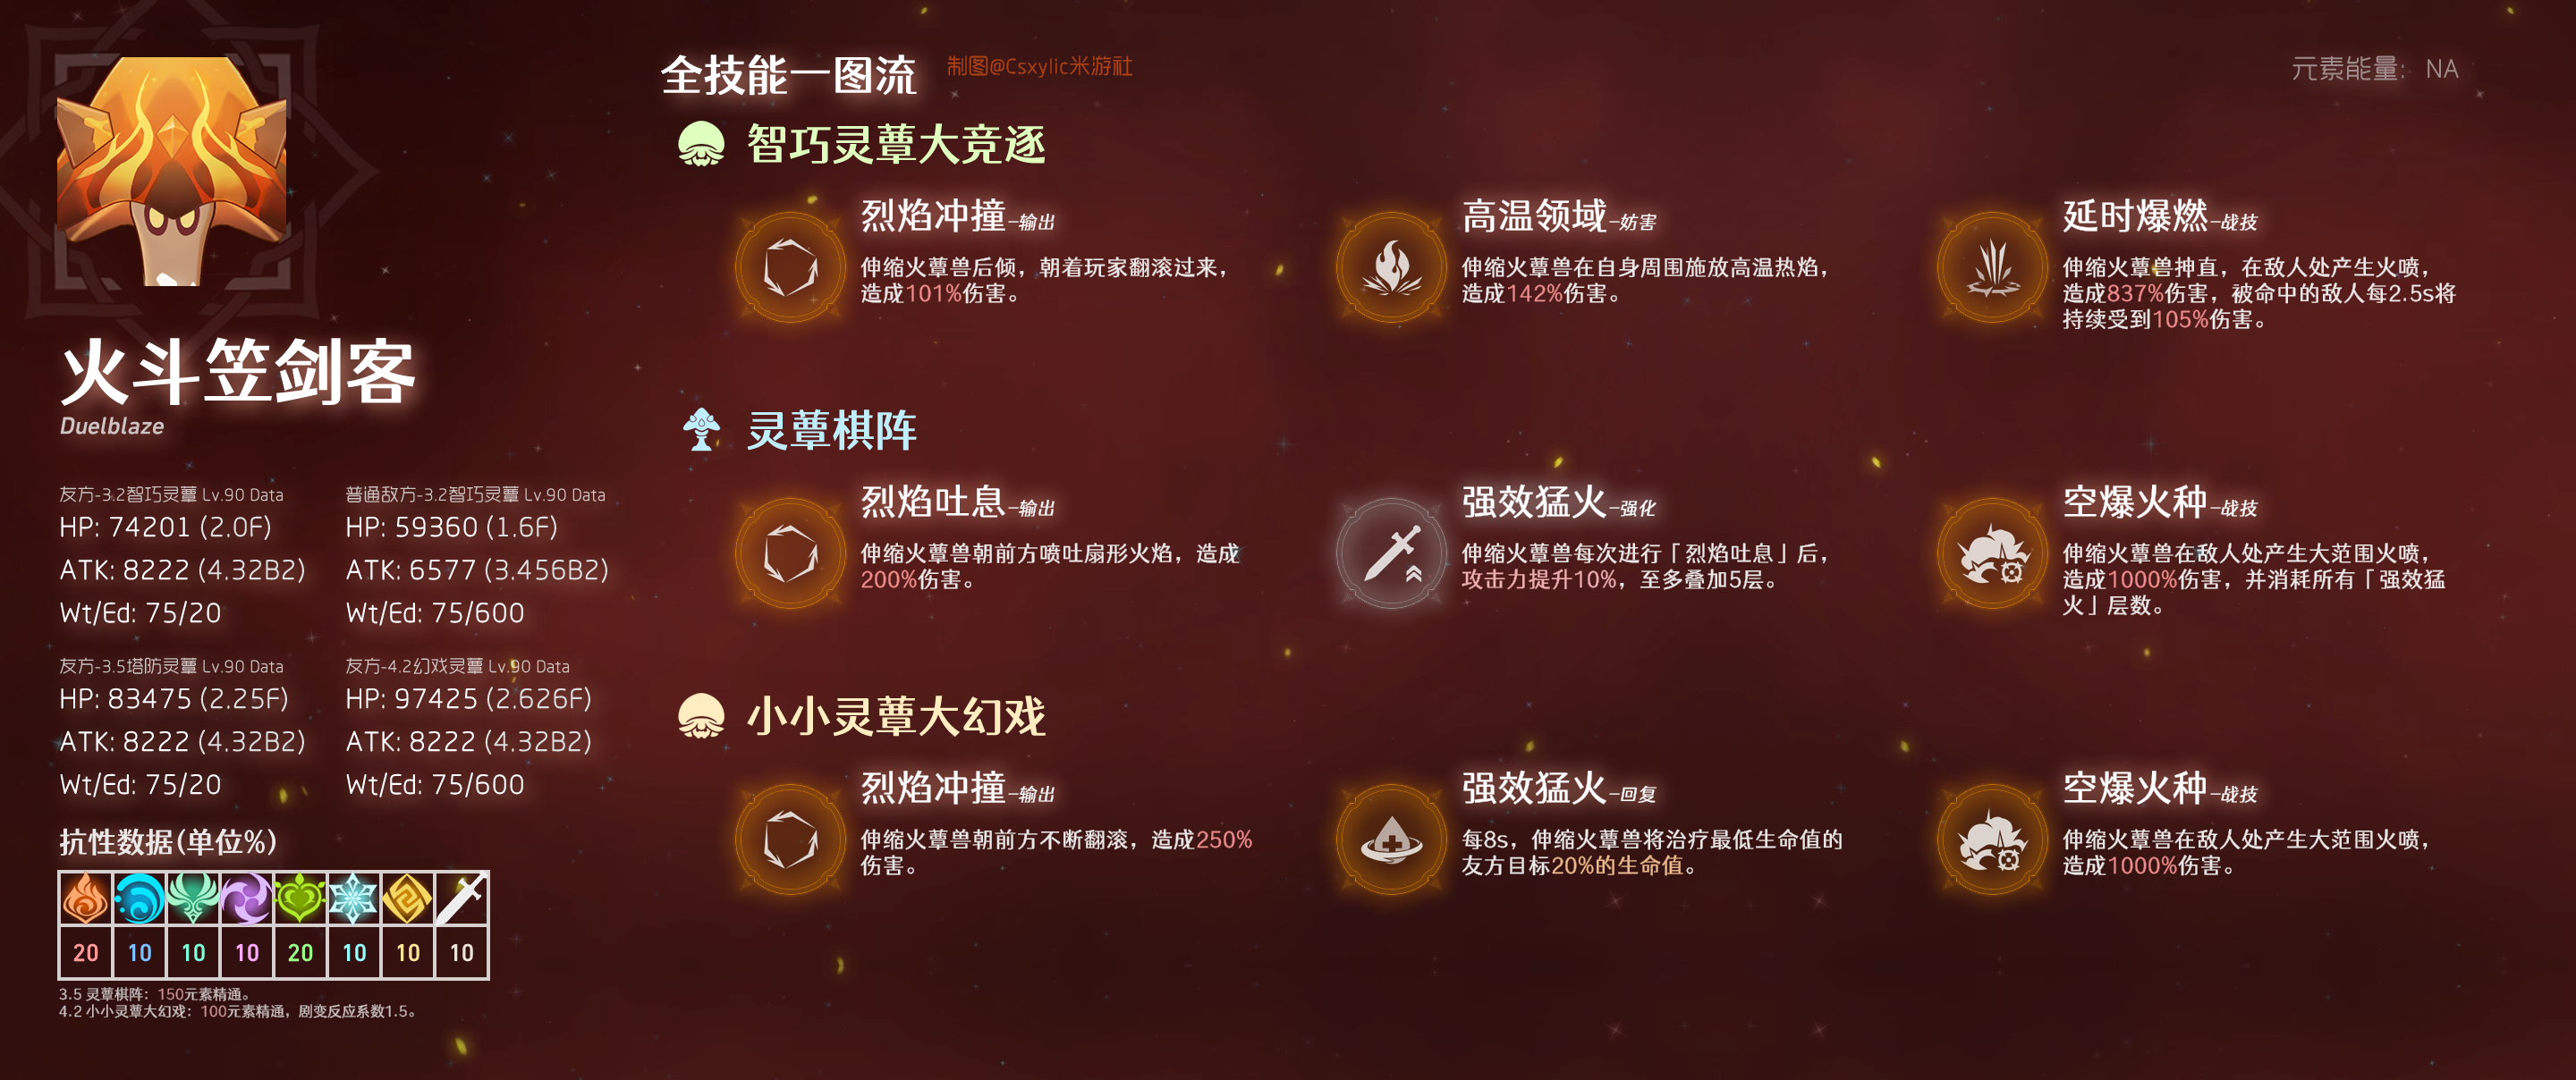 全技能一图流
制图@Csxylic米游社
元素能量: NA
火斗笠剑客
Duelblaze
友方-3.2智巧灵蕈 Lv.90 Data
HP: 74201 (2.0F)
ATK: 8222 (4.32B2)
Wt/Ed: 75/20
普通敌方-3.2智巧灵蕈 Lv.90 Data
HP: 59360 (1.6F)
ATK: 6577 (3.456B2)
Wt/Ed: 75/600
友方-3.5塔防灵蕈 Lv.90 Data
HP: 83475 (2.25F)
ATK: 8222 (4.32B2)
Wt/Ed: 75/20
友方-4.2幻戏灵蕈 Lv.90 Data
HP: 97425 (2.626F)
ATK: 8222 (4.32B2)
Wt/Ed: 75/600
抗性数据(单位%)
20 10 10 10 20 10 10 10
3.5 灵蕈棋阵: 150元素精通。
4.2 小小灵蕈大幻戏: 100元素精通, 剧变反应系数1.5。
智巧灵蕈大竞逐
烈焰冲撞-输出
伸缩火蕈兽后倾, 朝着玩家翻滚过来,
造成101%伤害。
高温领域-妨害
伸缩火蕈兽在自身周围施放高温热焰,
造成142%伤害。
延时爆燃-战技
伸缩火蕈兽抻直, 在敌人处产生火喷,
造成837%伤害, 被命中的敌人每2.5s将
持续受到105%伤害。
灵蕈棋阵
烈焰吐息-输出
伸缩火蕈兽朝前方喷吐扇形火焰, 造成
200%伤害。
强效猛火-强化
伸缩火蕈兽每次进行「烈焰吐息」后,
攻击力提升10%, 至多叠加5层。
空爆火种-战技
伸缩火蕈兽在敌人处产生大范围火喷,
造成1000%伤害, 并消耗所有「强效猛
火」层数。
小小灵蕈大幻戏
烈焰冲撞-输出
伸缩火蕈兽朝前方不断翻滚, 造成250%
伤害。
强效猛火-回复
每8s, 伸缩火蕈兽将治疗最低生命值的
友方目标20%的生命值。
空爆火种-战技
伸缩火蕈兽在敌人处产生大范围火喷,
造成1000%伤害。